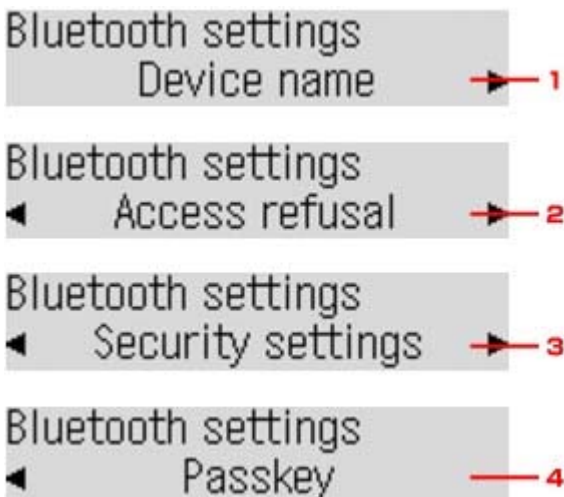 Bluetooth settings
Device name 1
Bluetooth settings
Access refusal 2
Bluetooth settings
Security settings 3
Bluetooth settings
Passkey 4